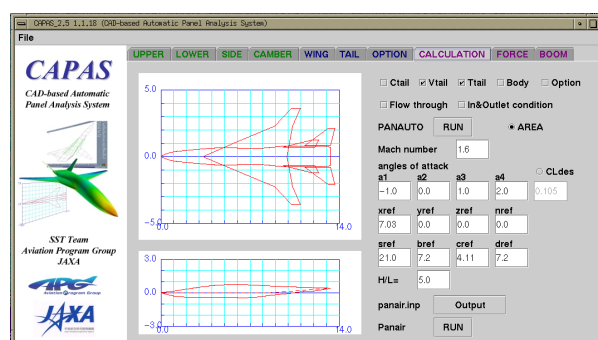 CAPAS_2.5 1.1.18 (CAD-based Automatic Panel Analysis System)
File
UPPER LOWER SIDE CAMBER WING TAIL OPTION CALCULATION FORCE BOOM
CAPAS
CAD-based Automatic
Panel Analysis System
SST Team
Aviation Program Group
JAXA
APG
Aviation Program Group
JAXA
5.0
0.0
-5.0
14.0
3.0
0.0
-3.0
14.0
Ctail Vtail Ttail Body Option
Flow through In&Outlet condition
PANAUTO RUN AREA
Mach number 1.6
angles of attack
a1 a2 a3 a4 CLdes
-1.0 0.0 1.0 2.0 0.105
xref yref zref nref
7.03 0.0 0.0 0.0
sref bref cref dref
21.0 7.2 4.11 7.2
H/L= 5.0
panair.inp Output
Panair RUN